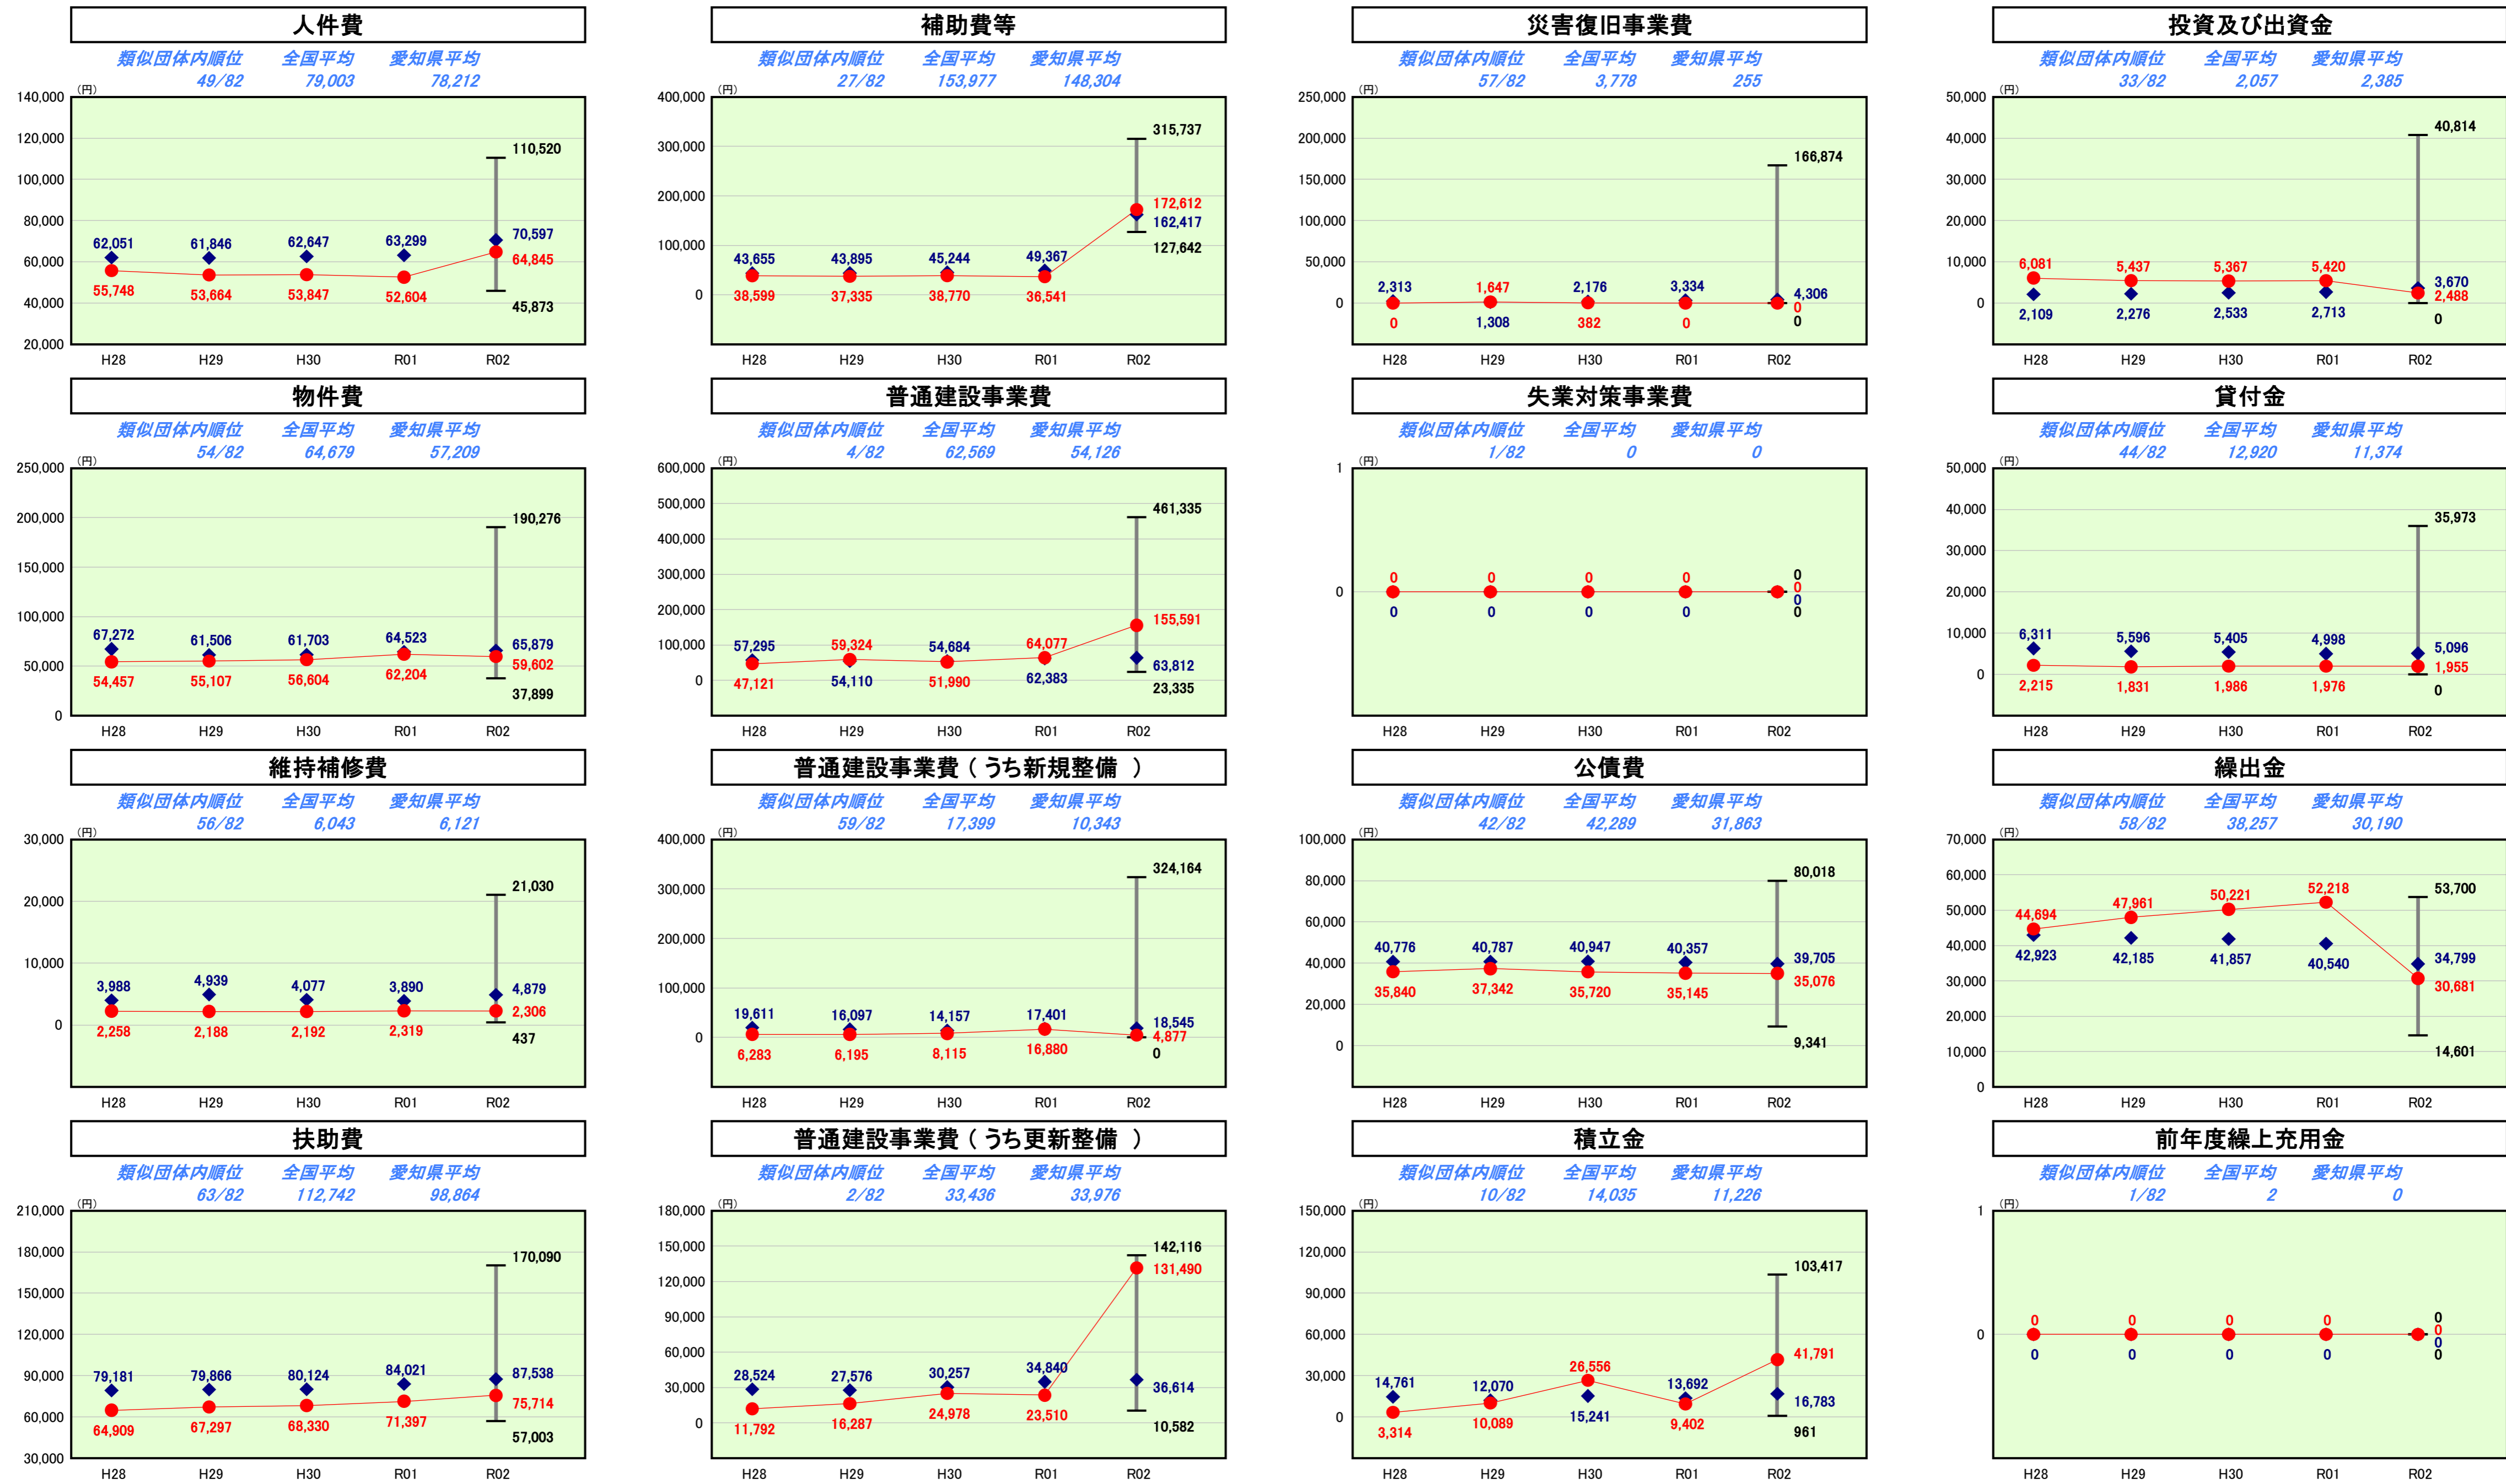 人件費
類似団体内順位 全国平均 愛知県平均
49/82 79,003 78,212
(円)
140,000
120,000
100,000
80,000
60,000
40,000
20,000
110,520
62,051 61,846 62,647 63,299 70,597
55,748 53,664 53,847 52,604 64,845
45,873
H28 H29 H30 R01 R02
補助費等
類似団体内順位 全国平均 愛知県平均
27/82 153,977 148,304
(円)
400,000
300,000
200,000
100,000
0
315,737
172,612
162,417
127,642
43,655 43,895 45,244 49,367
38,599 37,335 38,770 36,541
H28 H29 H30 R01 R02
災害復旧事業費
類似団体内順位 全国平均 愛知県平均
57/82 3,778 255
(円)
250,000
200,000
150,000
100,000
50,000
0
166,874
2,313 1,647 2,176 3,334 4,306
0 1,308 382 0 0
0
H28 H29 H30 R01 R02
投資及び出資金
類似団体内順位 全国平均 愛知県平均
33/82 2,057 2,385
(円)
50,000
40,000
30,000
20,000
10,000
0
40,814
6,081 5,437 5,367 5,420 3,670
2,109 2,276 2,533 2,713 2,488
0
H28 H29 H30 R01 R02
物件費
類似団体内順位 全国平均 愛知県平均
54/82 64,679 57,209
(円)
250,000
200,000
150,000
100,000
50,000
0
190,276
67,272 61,506 61,703 64,523 65,879
54,457 55,107 56,604 62,204 59,602
37,899
H28 H29 H30 R01 R02
普通建設事業費
類似団体内順位 全国平均 愛知県平均
4/82 62,569 54,126
(円)
600,000
500,000
400,000
300,000
200,000
100,000
0
461,335
155,591
57,295 59,324 54,684 64,077 63,812
47,121 54,110 51,990 62,383
23,335
H28 H29 H30 R01 R02
失業対策事業費
類似団体内順位 全国平均 愛知県平均
1/82 0 0
(円)
1
0
0
0 0 0 0 0
0 0 0 0 0
0
H28 H29 H30 R01 R02
貸付金
類似団体内順位 全国平均 愛知県平均
44/82 12,920 11,374
(円)
50,000
40,000
30,000
20,000
10,000
0
35,973
6,311 5,596 5,405 4,998 5,096
2,215 1,831 1,986 1,976 1,955
0
H28 H29 H30 R01 R02
維持補修費
類似団体内順位 全国平均 愛知県平均
56/82 6,043 6,121
(円)
30,000
20,000
10,000
0
21,030
3,988 4,939 4,077 3,890 4,879
2,258 2,188 2,192 2,319 2,306
437
H28 H29 H30 R01 R02
普通建設事業費（うち新規整備 ）
類似団体内順位 全国平均 愛知県平均
59/82 17,399 10,343
(円)
400,000
300,000
200,000
100,000
0
324,164
19,611 16,097 14,157 17,401 18,545
6,283 6,195 8,115 16,880 4,877
0
H28 H29 H30 R01 R02
公債費
類似団体内順位 全国平均 愛知県平均
42/82 42,289 31,863
(円)
100,000
80,000
60,000
40,000
20,000
0
80,018
40,776 40,787 40,947 40,357 39,705
35,840 37,342 35,720 35,145 35,076
9,341
H28 H29 H30 R01 R02
繰出金
類似団体内順位 全国平均 愛知県平均
58/82 38,257 30,190
(円)
70,000
60,000
50,000
40,000
30,000
20,000
10,000
0
53,700
44,694 47,961 50,221 52,218 34,799
42,923 42,185 41,857 40,540 30,681
14,601
H28 H29 H30 R01 R02
扶助費
類似団体内順位 全国平均 愛知県平均
63/82 112,742 98,864
(円)
210,000
180,000
150,000
120,000
90,000
60,000
30,000
170,090
79,181 79,866 80,124 84,021 87,538
64,909 67,297 68,330 71,397 75,714
57,003
H28 H29 H30 R01 R02
普通建設事業費（うち更新整備 ）
類似団体内順位 全国平均 愛知県平均
2/82 33,436 33,976
(円)
180,000
150,000
120,000
90,000
60,000
30,000
0
142,116
131,490
28,524 27,576 30,257 34,840 36,614
11,792 16,287 24,978 23,510
10,582
H28 H29 H30 R01 R02
積立金
類似団体内順位 全国平均 愛知県平均
10/82 14,035 11,226
(円)
150,000
120,000
90,000
60,000
30,000
0
103,417
41,791
14,761 12,070 26,556 13,692 16,783
3,314 10,089 15,241 9,402
961
H28 H29 H30 R01 R02
前年度繰上充用金
類似団体内順位 全国平均 愛知県平均
1/82 2 0
(円)
1
0
0
0 0 0 0 0
0 0 0 0 0
0
H28 H29 H30 R01 R02